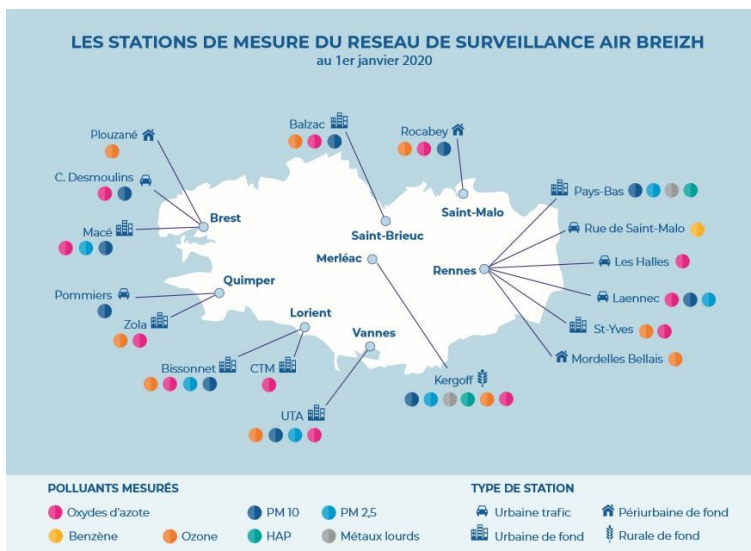 LES STATIONS DE MESURE DU RESEAU DE SURVEILLANCE AIR BREIZH
au 1er janvier 2020
Balzac
Rocabey
Plouzané
C. Desmoulins
Macé
Pommiers
Zola
Bissonnet
CTM
UTA
Kergoff
Brest
Quimper
Lorient
Vannes
Saint-Brieuc
Merléac
Saint-Malo
Rennes
Pays-Bas
Rue de Saint-Malo
Les Halles
Laennec
St-Yves
Mordelles Bellais
POLLUANTS MESURÉS
Oxydes d'azote
PM 10
PM 2,5
Benzène
Ozone
HAP
Métaux lourds
TYPE DE STATION
Urbaine trafic
Périurbaine de fond
Urbaine de fond
Rurale de fond